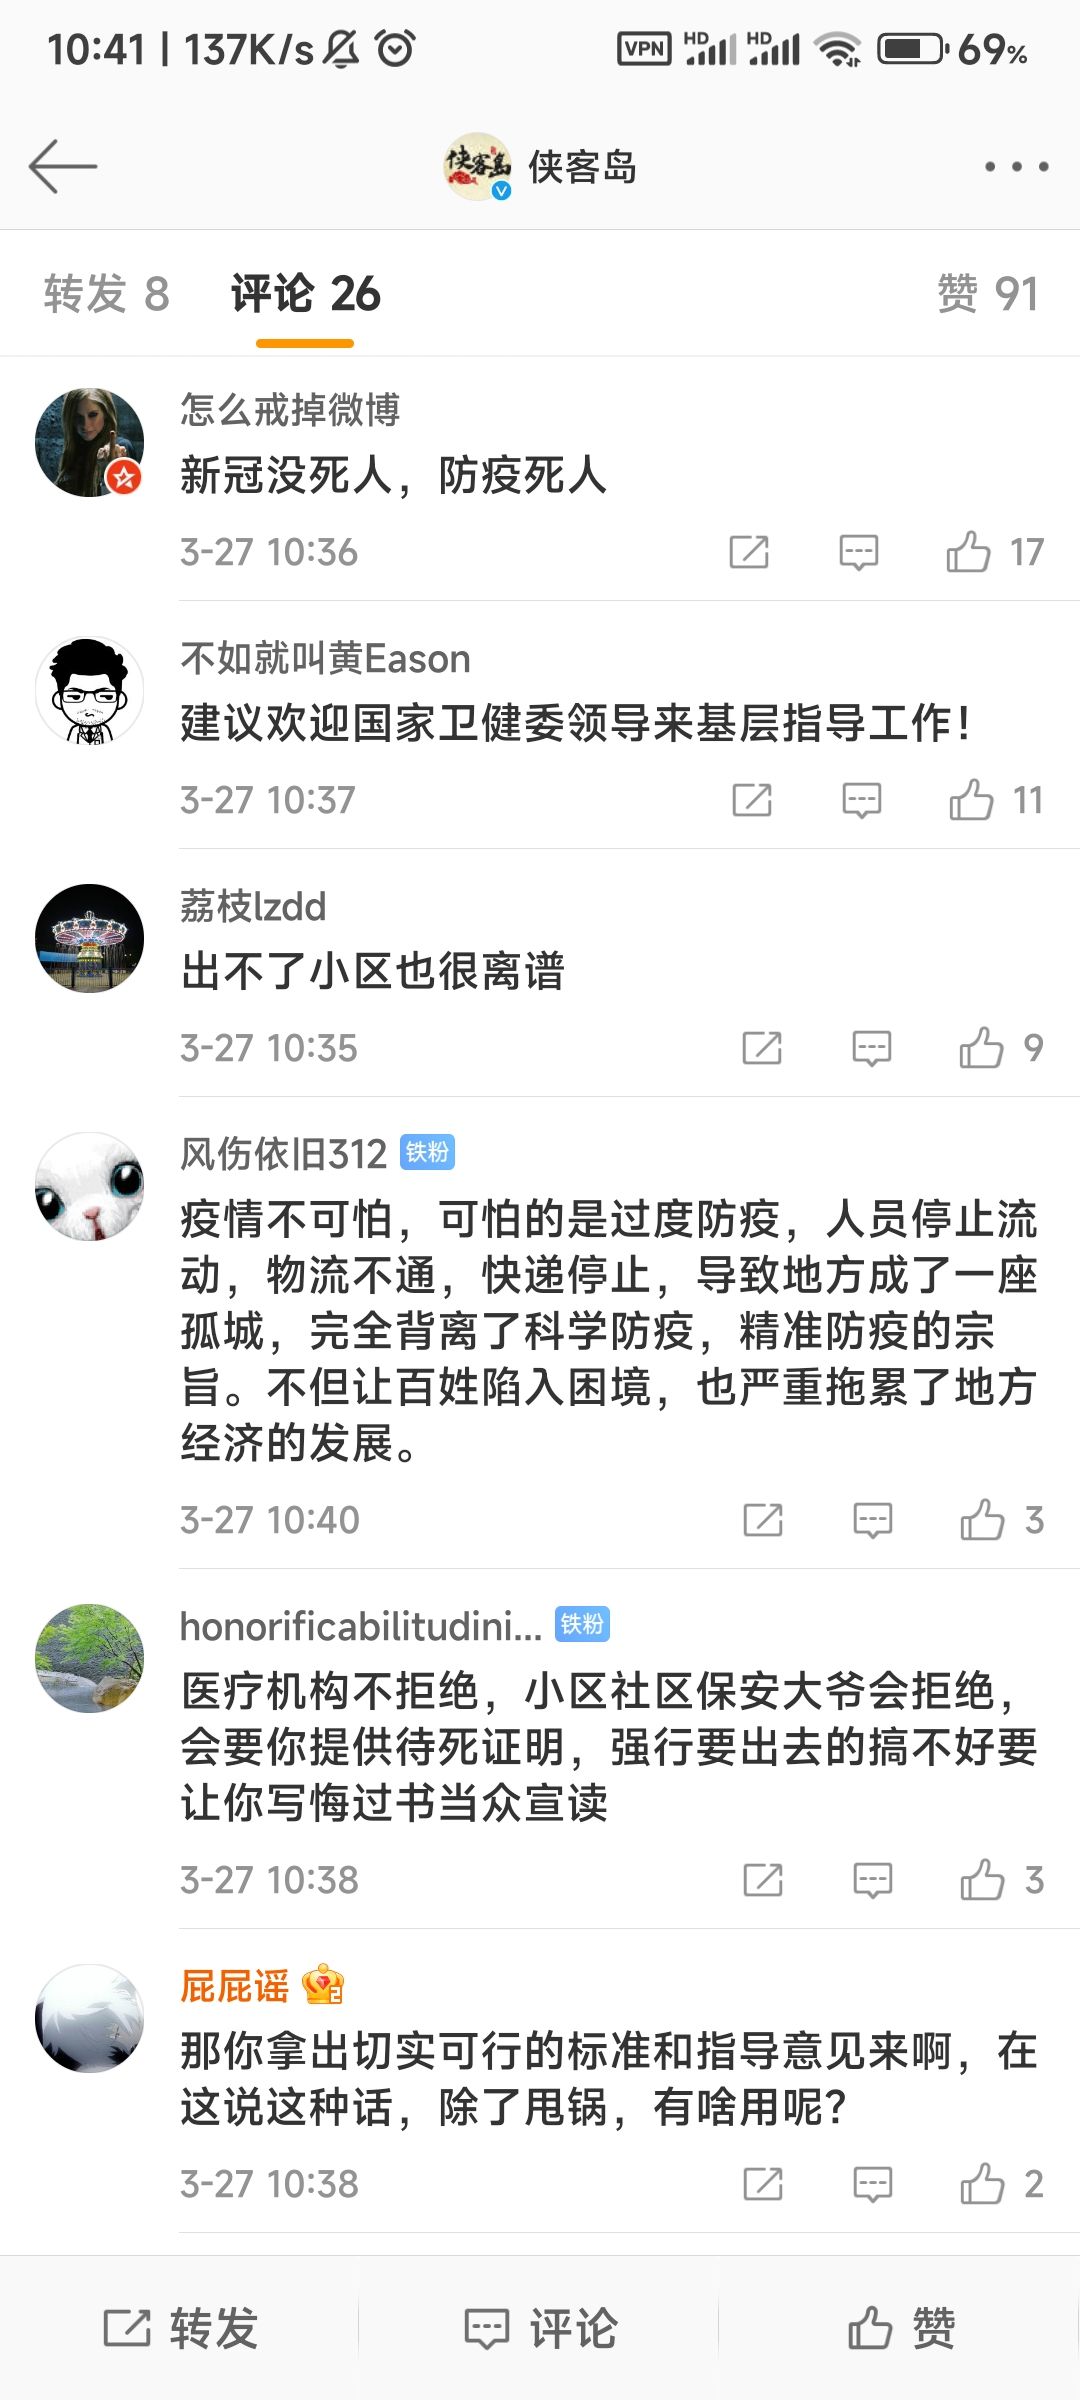 10:41 | 137K/s VPN HD HD 69%
侠客岛 侠客岛
转发 8 评论 26 赞 91
怎么戒掉微博
新冠没死人，防疫死人
3-27 10:36 17
不如就叫黄Eason
建议欢迎国家卫健委领导来基层指导工作！
3-27 10:37 11
荔枝lzdd
出不了小区也很离谱
3-27 10:35 9
风伤依旧312 铁粉
疫情不可怕，可怕的是过度防疫，人员停止流
动，物流不通，快递停止，导致地方成了一座
孤城，完全背离了科学防疫，精准防疫的宗
旨。不但让百姓陷入困境，也严重拖累了地方
经济的发展。
3-27 10:40 3
honorificabilitudini... 铁粉
医疗机构不拒绝，小区社区保安大爷会拒绝，
会要你提供待死证明，强行要出去的搞不好要
让你写悔过书当众宣读
3-27 10:38 3
屁屁谣
那你拿出切实可行的标准和指导意见来啊，在
这说这种话，除了甩锅，有啥用呢？
3-27 10:38 2
转发 评论 赞